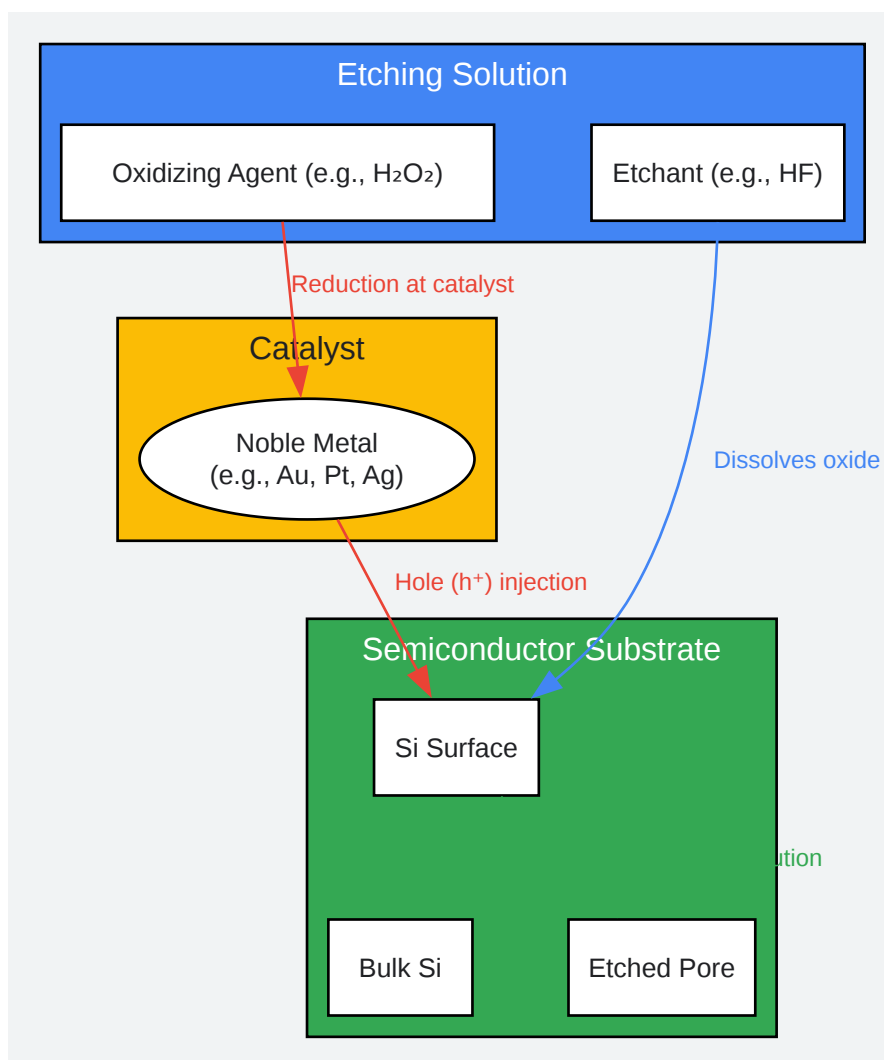 Etching Solution
Oxidizing Agent (e.g., H₂O₂)
Etchant (e.g., HF)
Reduction at catalyst
Catalyst
Noble Metal
(e.g., Au, Pt, Ag)
Dissolves oxide
Hole (h⁺) injection
Semiconductor Substrate
Si Surface
Bulk Si
Etched Pore